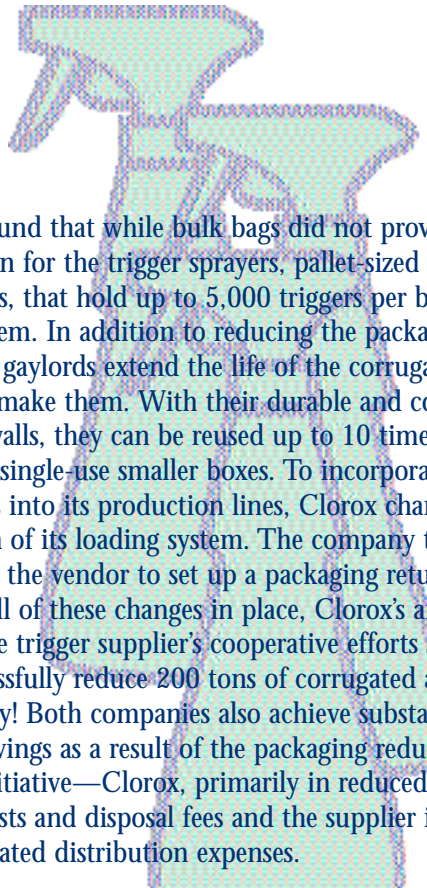 und that while bulk bags did not prov
n for the trigger sprayers, pallet-sized
s, that hold up to 5,000 triggers per b
em. In addition to reducing the packa
gaylords extend the life of the corruga
make them. With their durable and co
walls, they can be reused up to 10 time
single-use smaller boxes. To incorpora
into its production lines, Clorox chan
n of its loading system. The company t
the vendor to set up a packaging retu
ll of these changes in place, Clorox's a
e trigger supplier's cooperative efforts s
ssfully reduce 200 tons of corrugated a
y! Both companies also achieve substa
vings as a result of the packaging redu
itiative—Clorox, primarily in reduced
sts and disposal fees and the supplier i
ated distribution expenses.